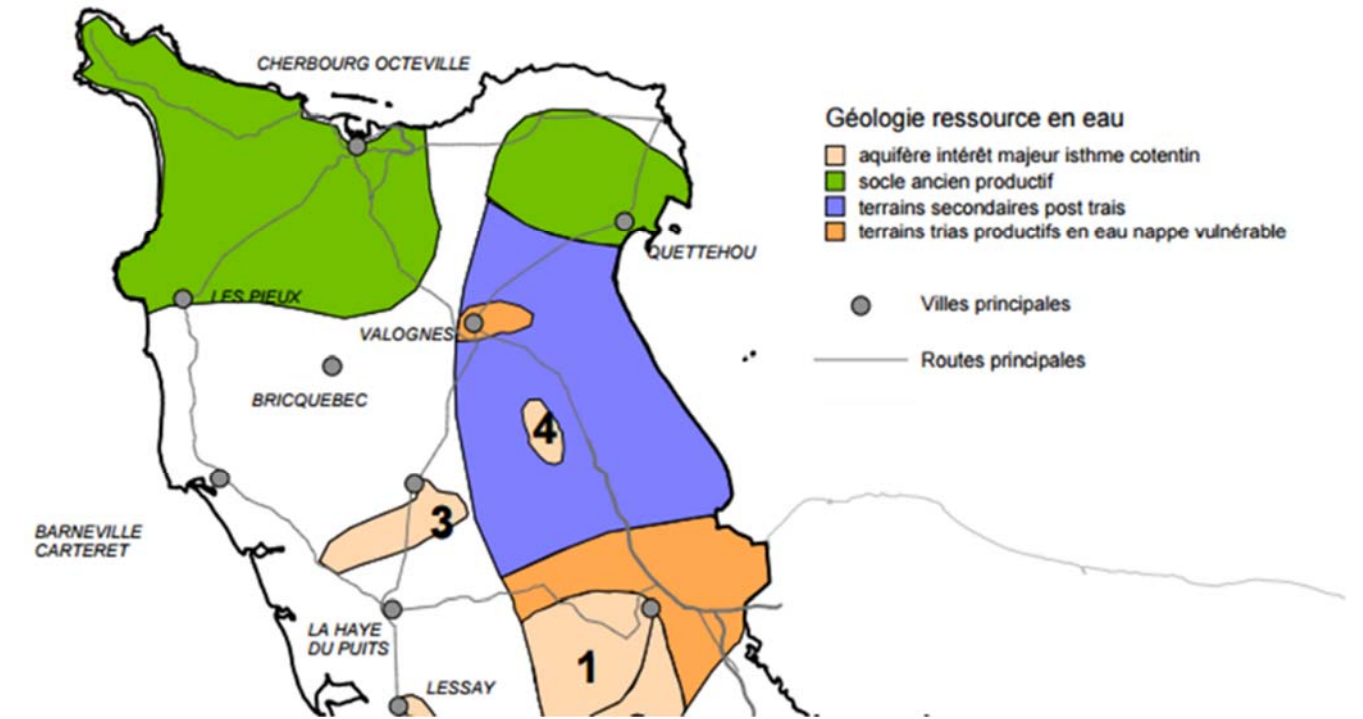 CHERBOURG OCTEVILLE
Géologie ressource en eau
aquifère intérêt majeur isthme cotentin
socle ancien productif
terrains secondaires post trais
terrains trias productifs en eau nappe vulnérable
QUETTEHOU
LES PIEUX
Villes principales
VALOGNES
Routes principales
BRICQUEBEC
4
3
BARNEVILLE
CARTERET
LA HAYE
DU PUITS
1
LESSAY